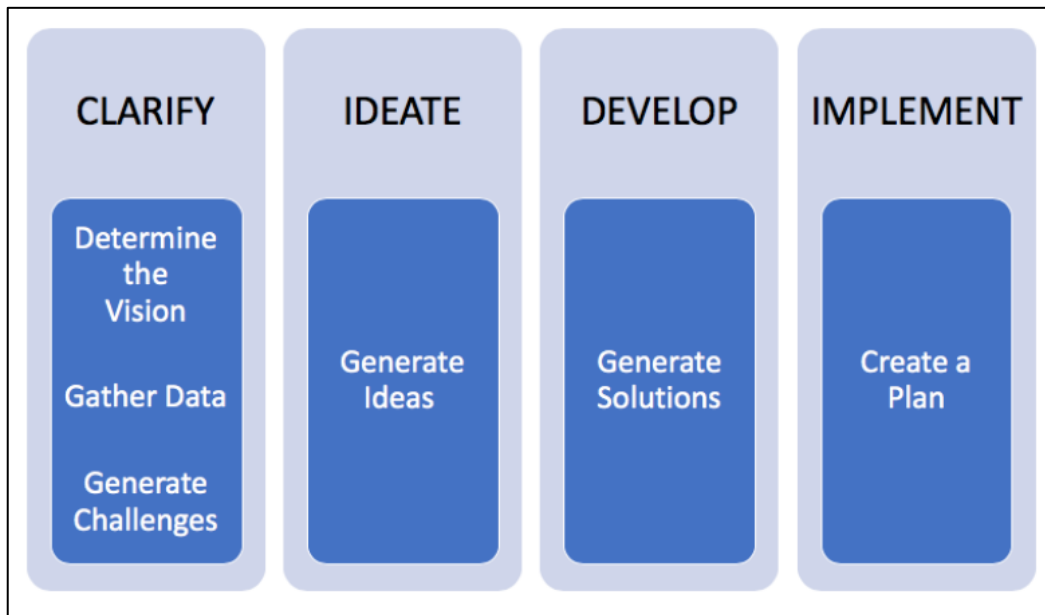 CLARIFY
Determine
the
Vision
Gather Data
Generate
Challenges
IDEATE
Generate
Ideas
DEVELOP
Generate
Solutions
IMPLEMENT
Create a
Plan